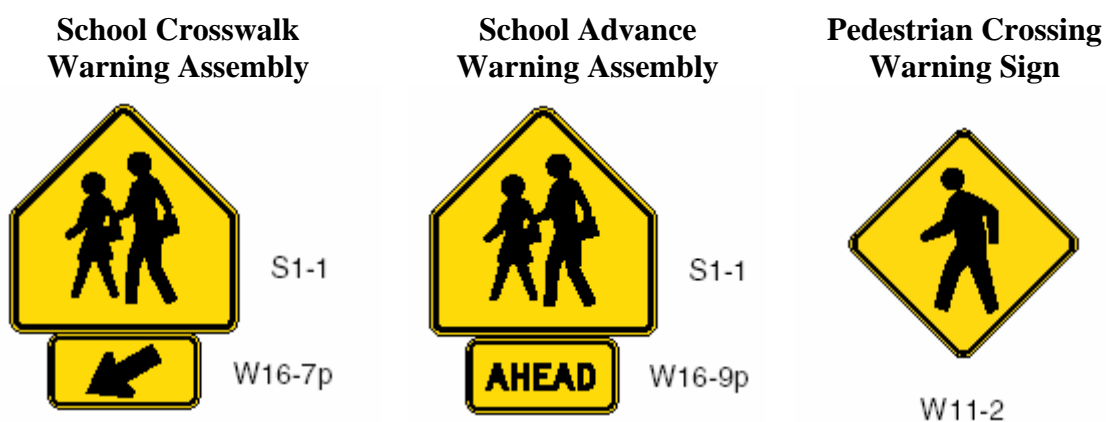 School Crosswalk
Warning Assembly
School Advance
Warning Assembly
Pedestrian Crossing
Warning Sign
S1-1
W16-7p
S1-1
AHEAD
W16-9p
W11-2